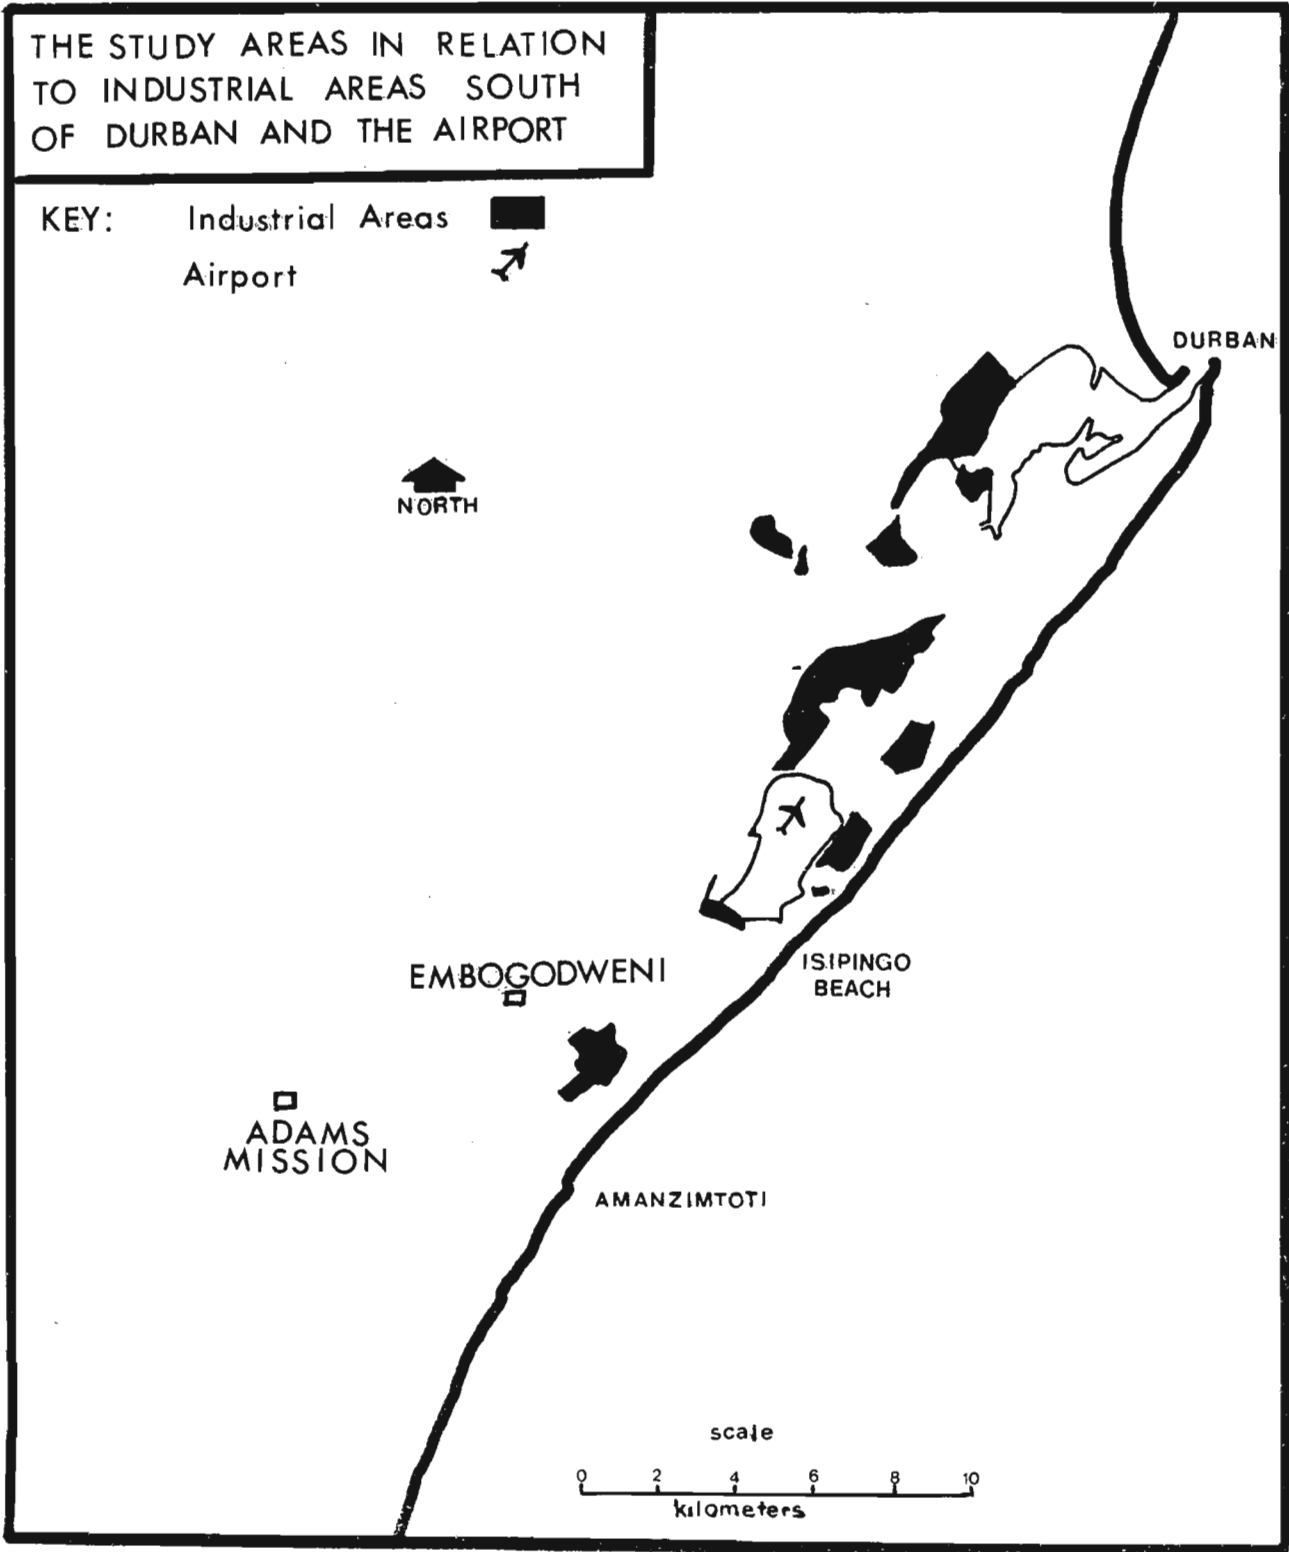 THE STUDY AREAS IN RELATION
TO INDUSTRIAL AREAS SOUTH
OF DURBAN AND THE AIRPORT
KEY: Industrial Areas
Airport
DURBAN
NORTH
ISIPINGO
BEACH
EMBOGODWENI
ADAMS
MISSION
AMANZIMTOTI
scale
0 2 4 6 8 10
kilometers